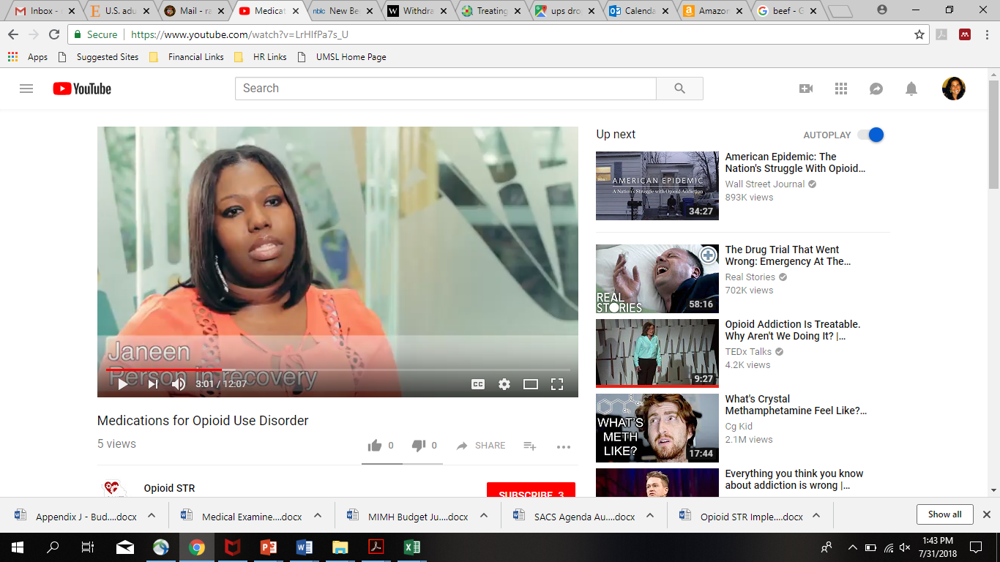 Inbox -
U.S. adu
Mail - ra
Medicat
New Be
Withdra
Treating
ups dro
Calenda
Amazon
beef - G
Secure
https://www.youtube.com/watch?v=LrHIfPa7s_U
Apps
Suggested Sites
Financial Links
HR Links
UMSL Home Page
YouTube
Search
Janeen
Person in recovery
3:01 / 12:07
CC
Medications for Opioid Use Disorder
5 views
0
0
SHARE
Opioid STR
SUBSCRIBE 3
Up next
AUTOPLAY
AMERICAN EPIDEMIC
A Nation's Struggle with Opioid Addiction
34:27
American Epidemic: The
Nation's Struggle With Opioid...
Wall Street Journal
893K views
REAL
STORIES
58:16
The Drug Trial That Went
Wrong: Emergency At The...
Real Stories
702K views
9:27
Opioid Addiction Is Treatable.
Why Aren't We Doing It? |...
TEDx Talks
4.2K views
WHAT'S
METH
LIKE?
17:44
What's Crystal
Methamphetamine Feel Like?...
Cg Kid
2.1M views
Everything you think you know
about addiction is wrong |...
Appendix J - Bud....docx
Medical Examine....docx
MIMH Budget Ju....docx
SACS Agenda Au....docx
Opioid STR Imple....docx
Show all
1:43 PM
7/31/2018